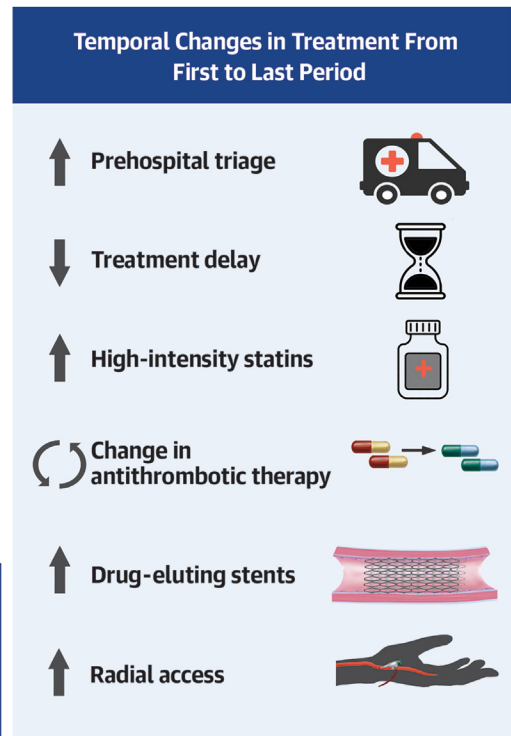 Temporal Changes in Treatment From
First to Last Period
Prehospital triage
Treatment delay
High-intensity statins
Change in
antithrombotic therapy
Drug-eluting stents
Radial access